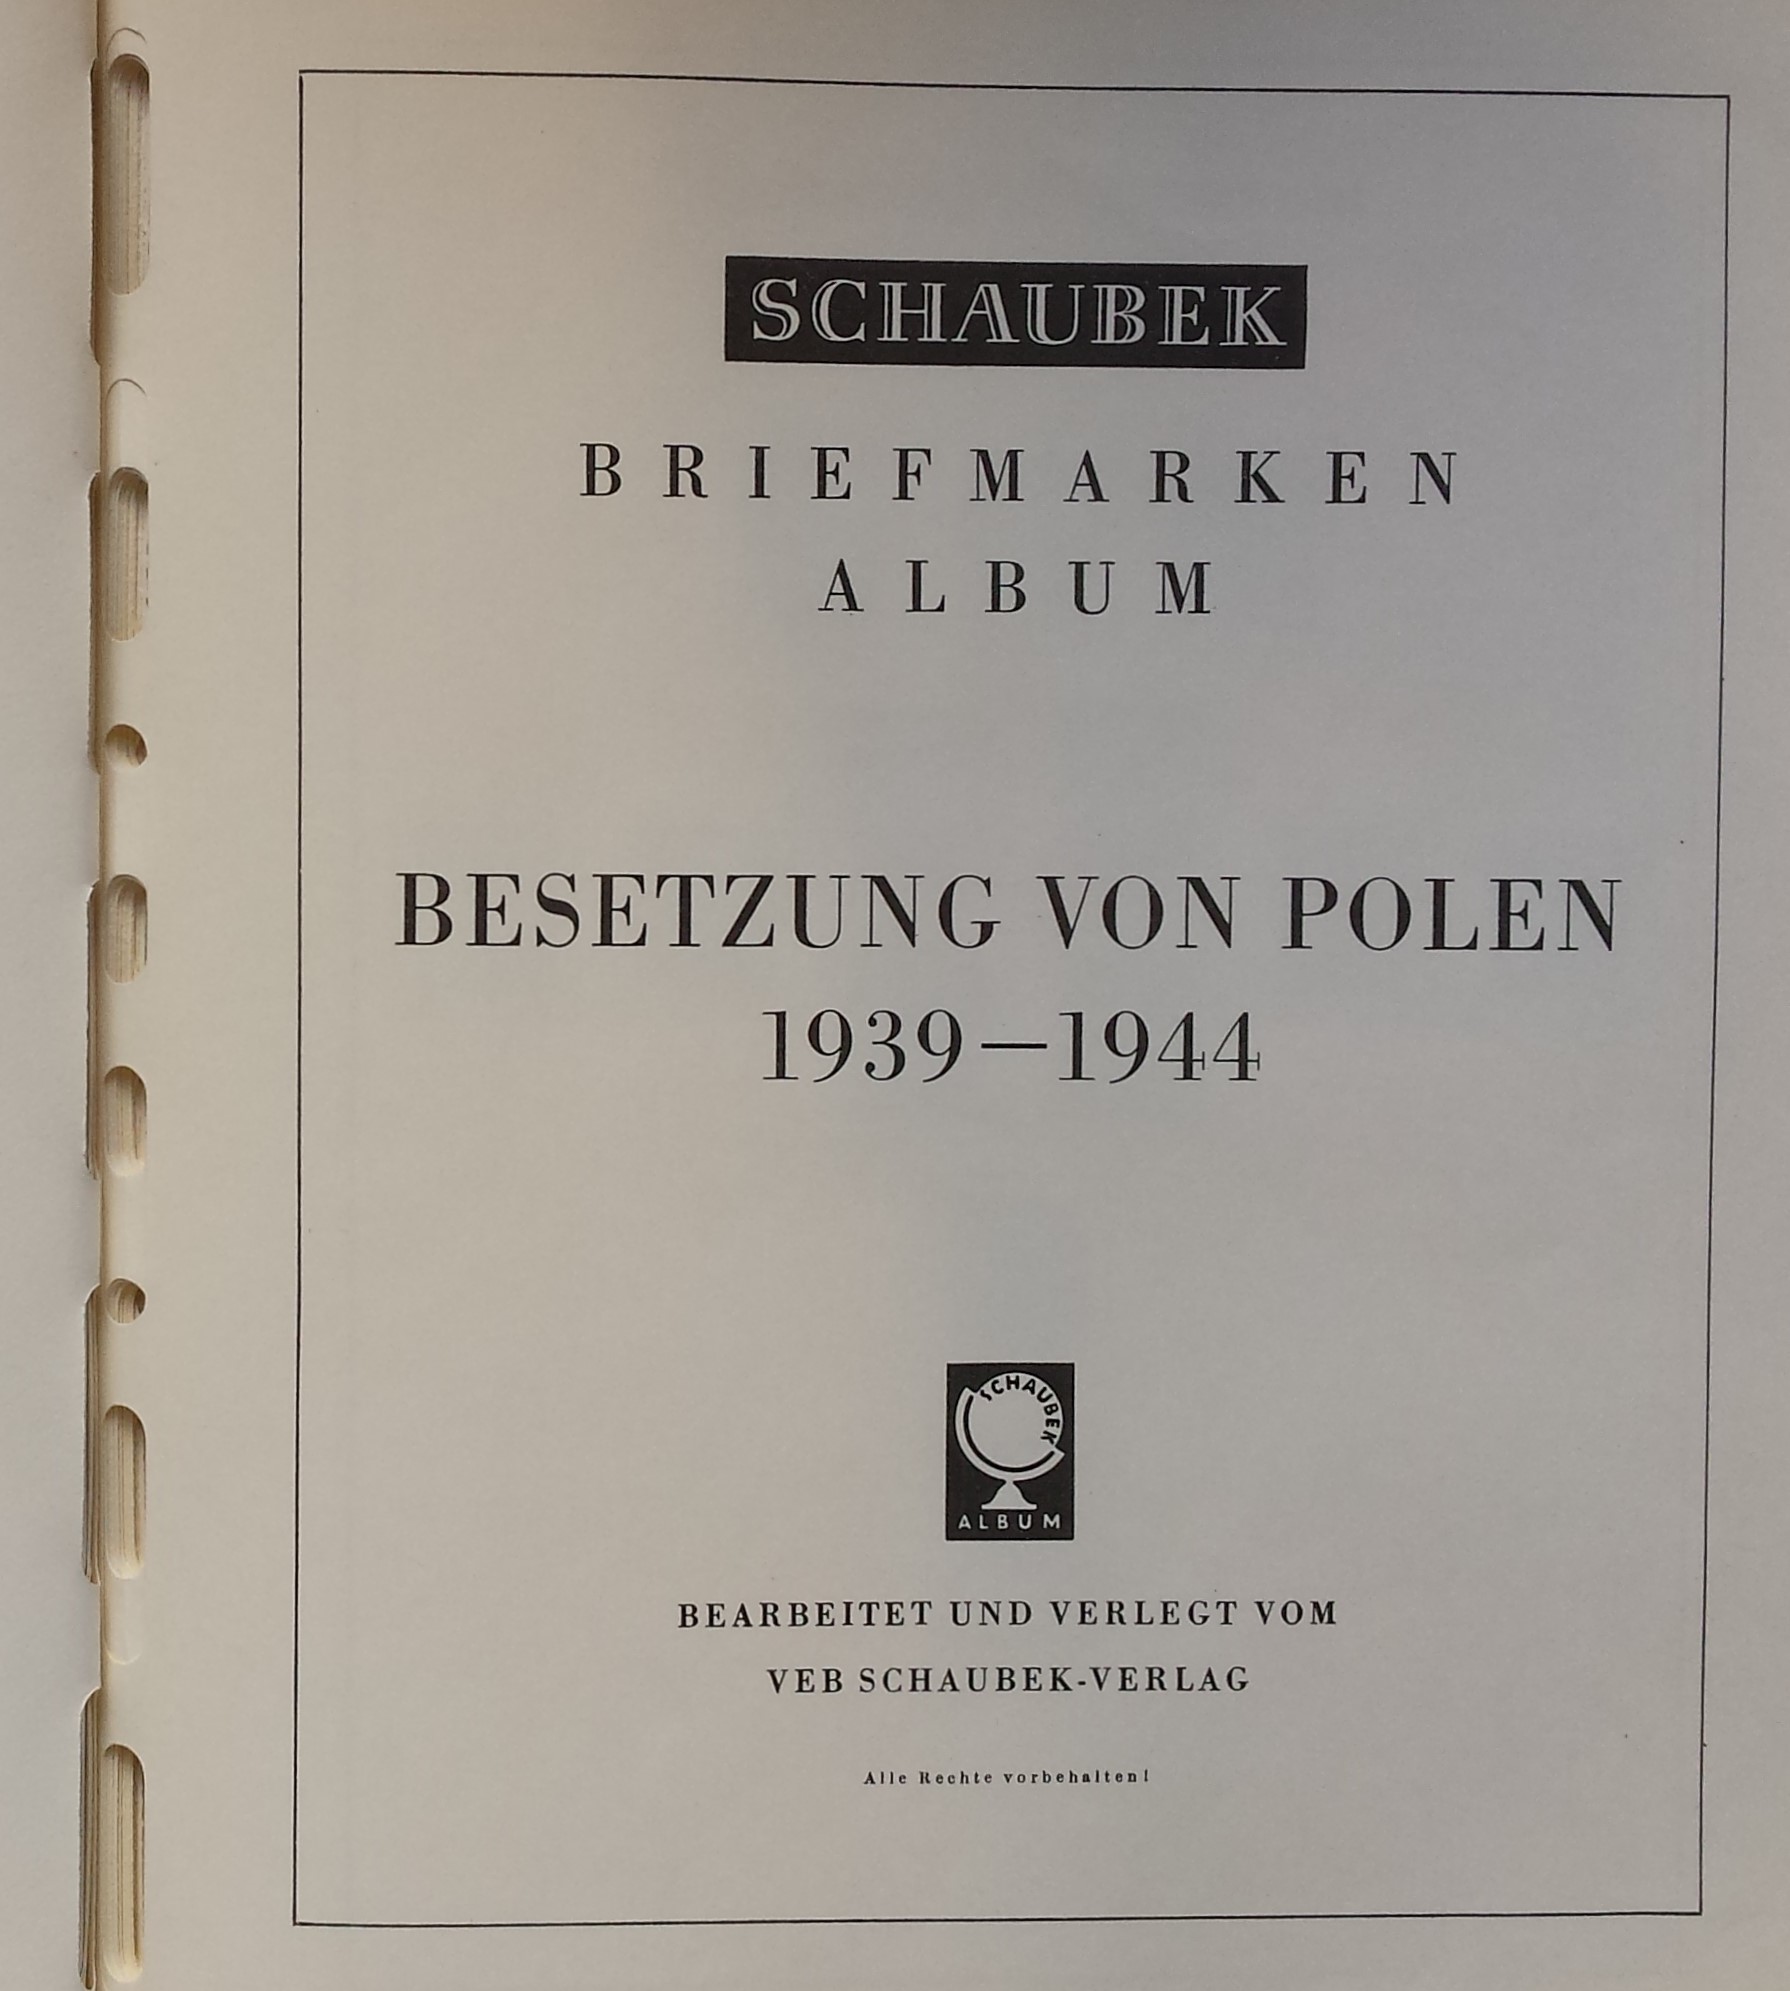 SCHAUBEK
BRIEFMARKEN
ALBUM
BESETZUNG VON POLEN
1939—1944
SCHAUBEK
ALBUM
BEARBEITET UND VERLEGT VOM
VEB SCHAUBEK-VERLAG
Alle Rechte vorbehalten!